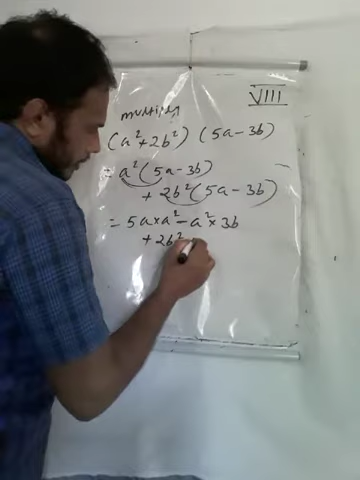 VIII
multiply
(a²+2b²) (5a-3b)
= a²(5a-3b)
+ 2b²(5a-3b)
= 5a×a² - a²×3b
+ 2b²